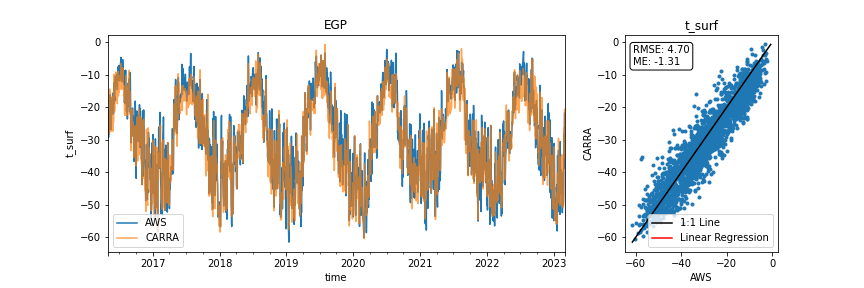 EGP
t_surf
0
−10
−20
−30
−40
−50
−60
2017
2018
2019
2020
2021
2022
2023
time
AWS
CARRA
t_surf
CARRA
0
−10
−20
−30
−40
−50
−60
−60
−40
−20
0
AWS
RMSE: 4.70
ME: -1.31
1:1 Line
Linear Regression